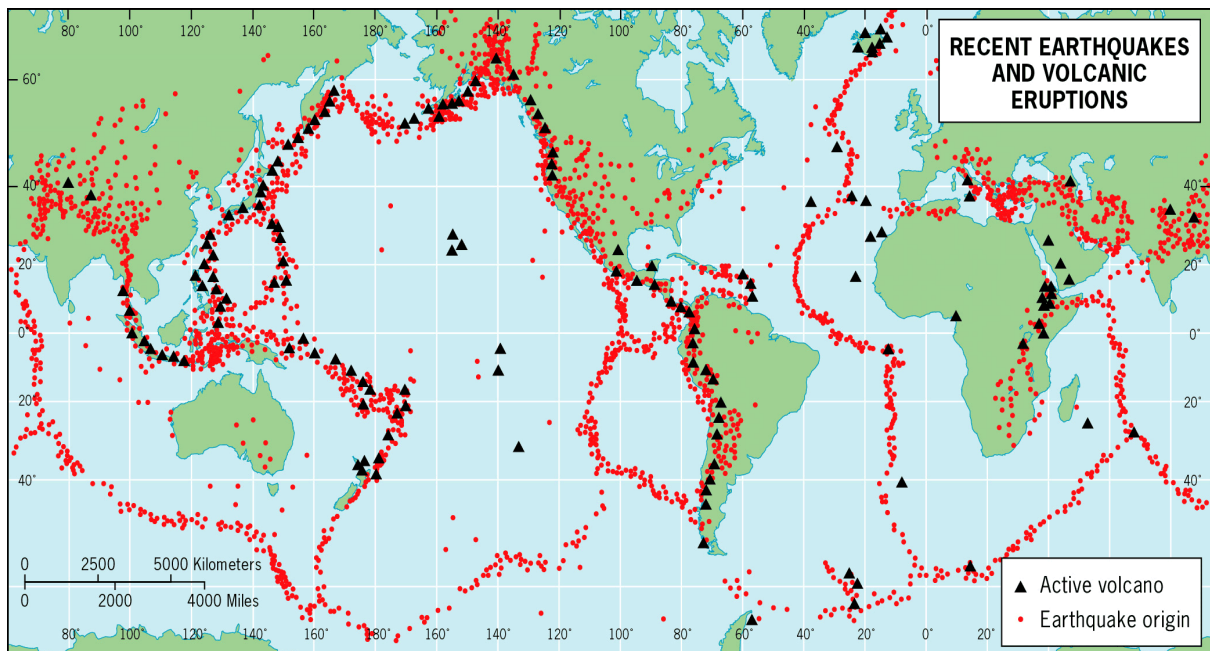 80° 100° 120° 140° 160° 180° 160° 140° 120° 100° 80° 60° 40° 20° 0°
RECENT EARTHQUAKES
AND VOLCANIC
ERUPTIONS
60°
40° 40°
20° 20°
0° 0°
20° 20°
40° 40°
0 2500 5000 Kilometers
0 2000 4000 Miles
Active volcano
Earthquake origin
80° 100° 120° 140° 160° 180° 160° 140° 120° 100° 80° 60° 40° 20° 0° 20°